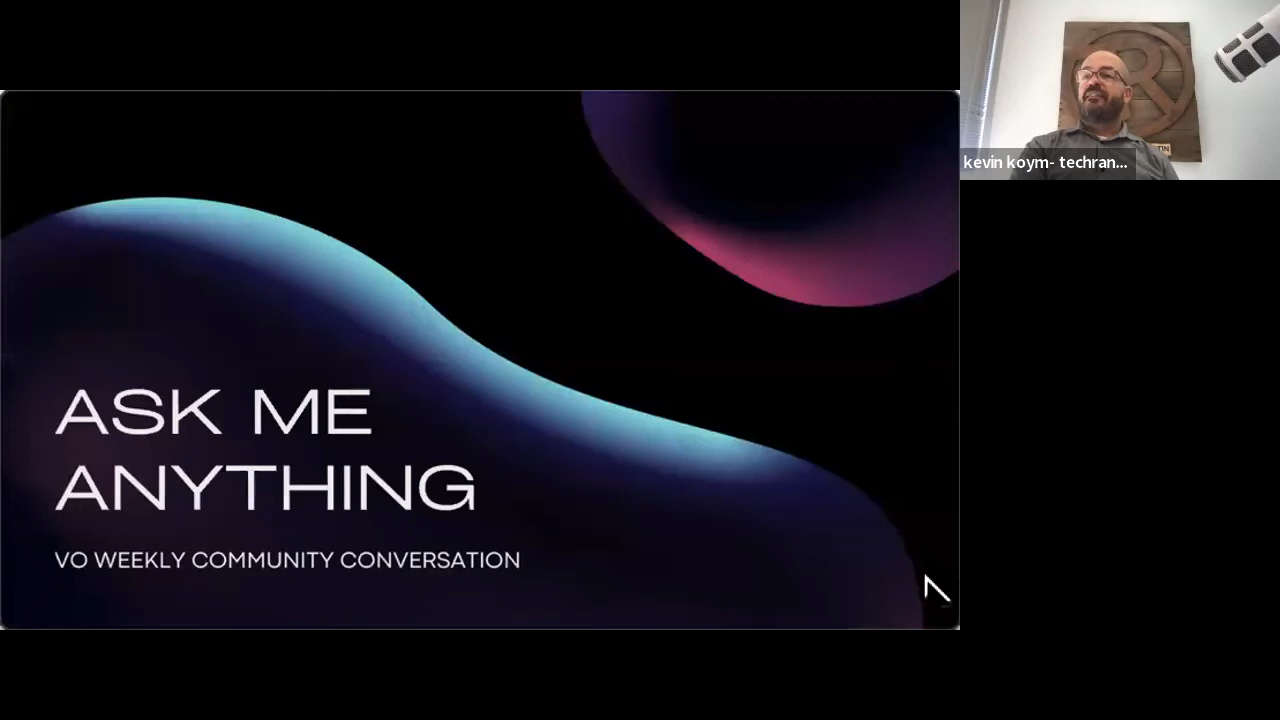 ASK ME
ANYTHING
VO WEEKLY COMMUNITY CONVERSATION
kevin koym- techran...
R